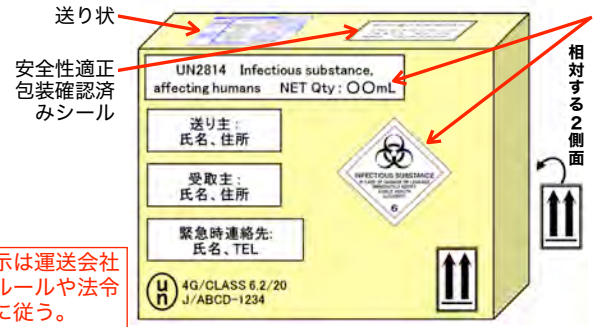 送り状
安全性適正
包装確認済
みシール
UN2814 Infectious substance,
affecting humans NET Qty : 〇〇mL
相対する2側面
送り主：
氏名、住所
受取主：
氏名、住所
緊急時連絡先：
氏名、TEL
INFECTIOUS SUBSTANCE
6
示は運送会社
ルールや法令
に従う。
un
4G/CLASS 6.2/20
J/ABCD-1234